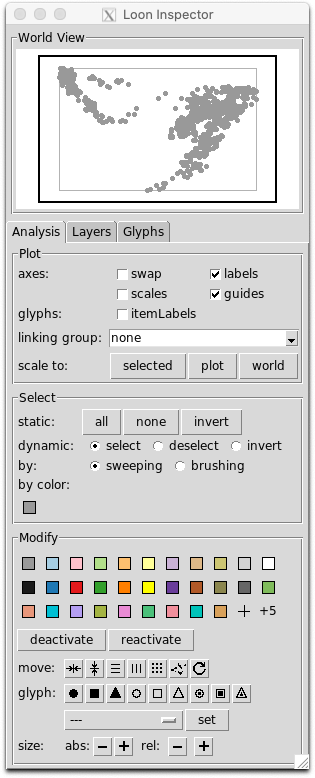 Loon Inspector
World View
Analysis Layers Glyphs
Plot
axes: swap labels
scales guides
glyphs: itemLabels
linking group: none
scale to: selected plot world
Select
static: all none invert
dynamic: select deselect invert
by: sweeping brushing
by color:
Modify
+5
deactivate reactivate
move:
glyph:
--- set
size: abs: − + rel: − +